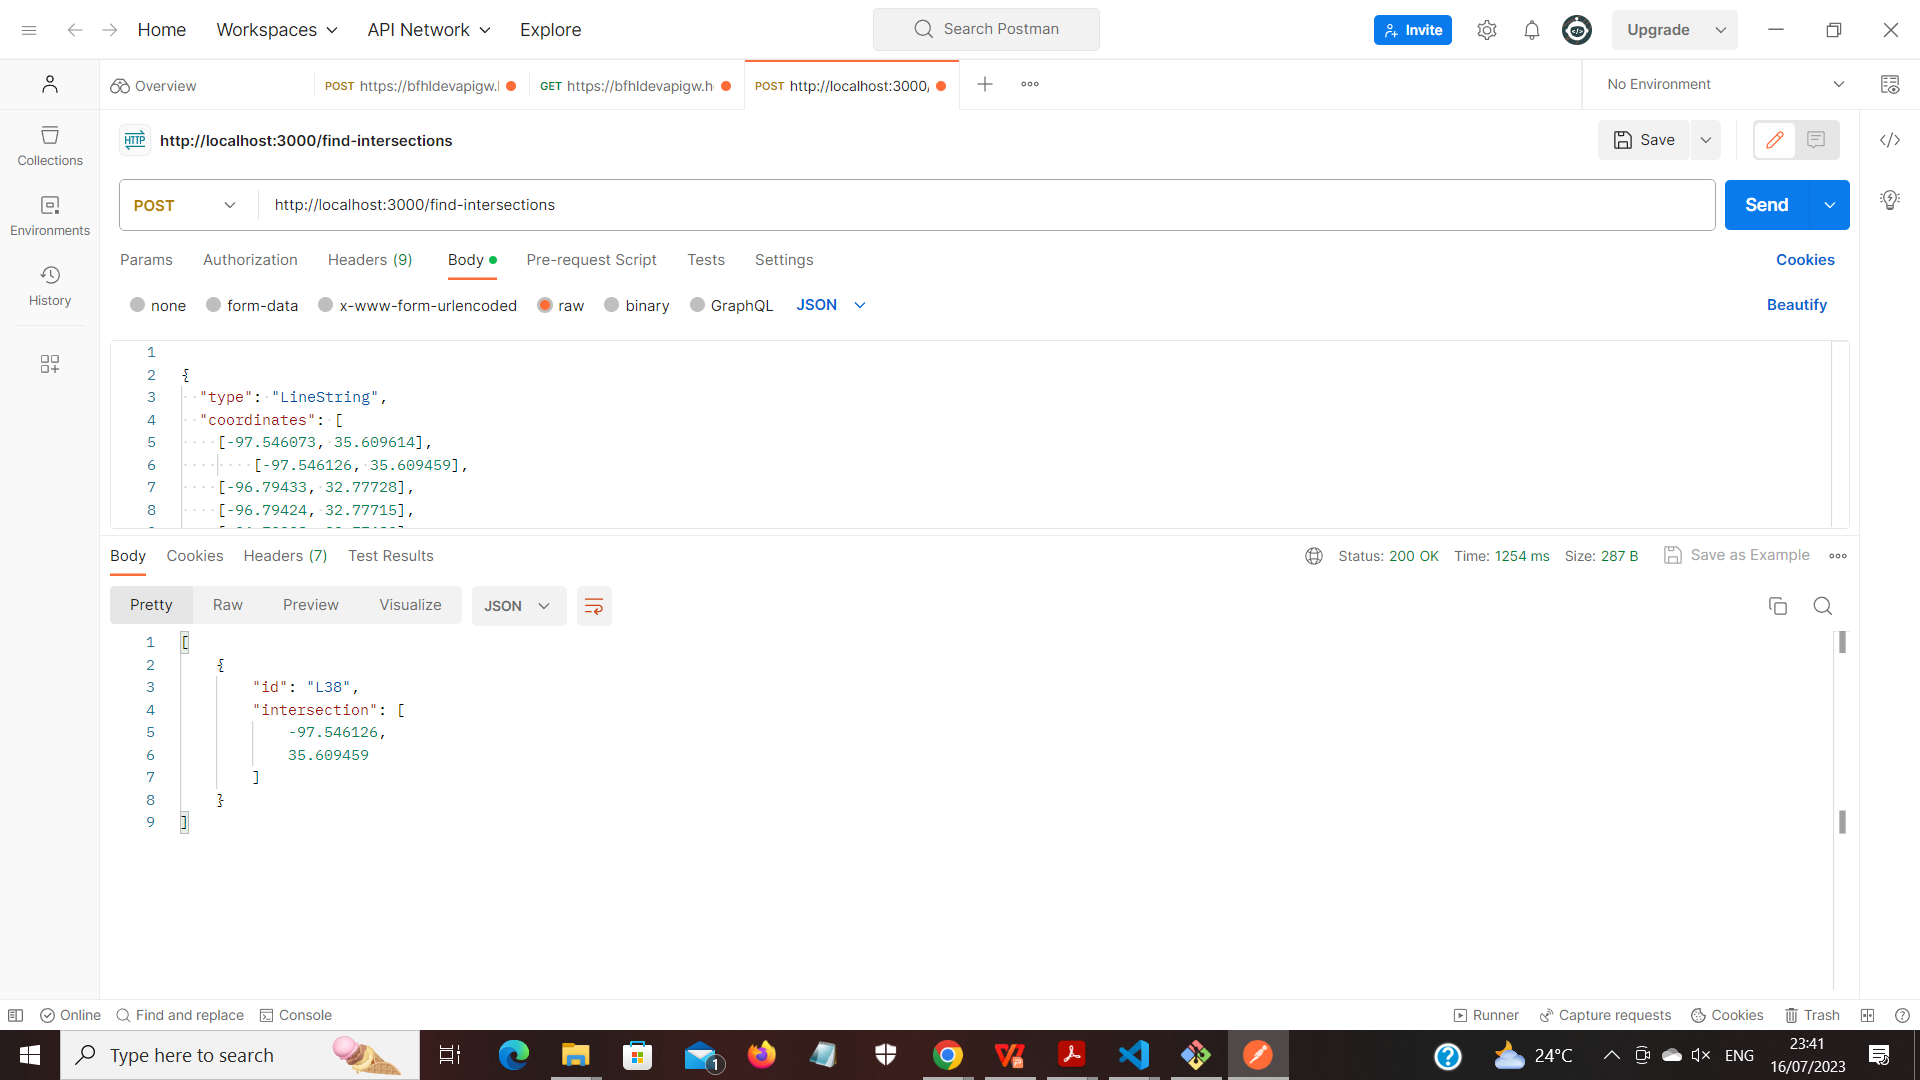 Home Workspaces API Network Explore Search Postman Invite Upgrade
Overview POST https://bfhldevapigw. GET https://bfhldevapigw.h POST http://localhost:3000/ No Environment
HTTP http://localhost:3000/find-intersections Save
Collections
Environments
History
POST http://localhost:3000/find-intersections Send
Params Authorization Headers (9) Body Pre-request Script Tests Settings Cookies
none form-data x-www-form-urlencoded raw binary GraphQL JSON Beautify
1
2 {
3 "type": "LineString",
4 "coordinates": [
5 [-97.546073, 35.609614],
6 [-97.546126, 35.609459],
7 [-96.79433, 32.77728],
8 [-96.79424, 32.77715],
Body Cookies Headers (7) Test Results Status: 200 OK Time: 1254 ms Size: 287 B Save as Example
Pretty Raw Preview Visualize JSON
1 [
2 {
3 "id": "L38",
4 "intersection": [
5 -97.546126,
6 35.609459
7 ]
8 }
9 ]
Online Find and replace Console Runner Capture requests Cookies Trash
Type here to search 1 24°C ENG 23:41
16/07/2023